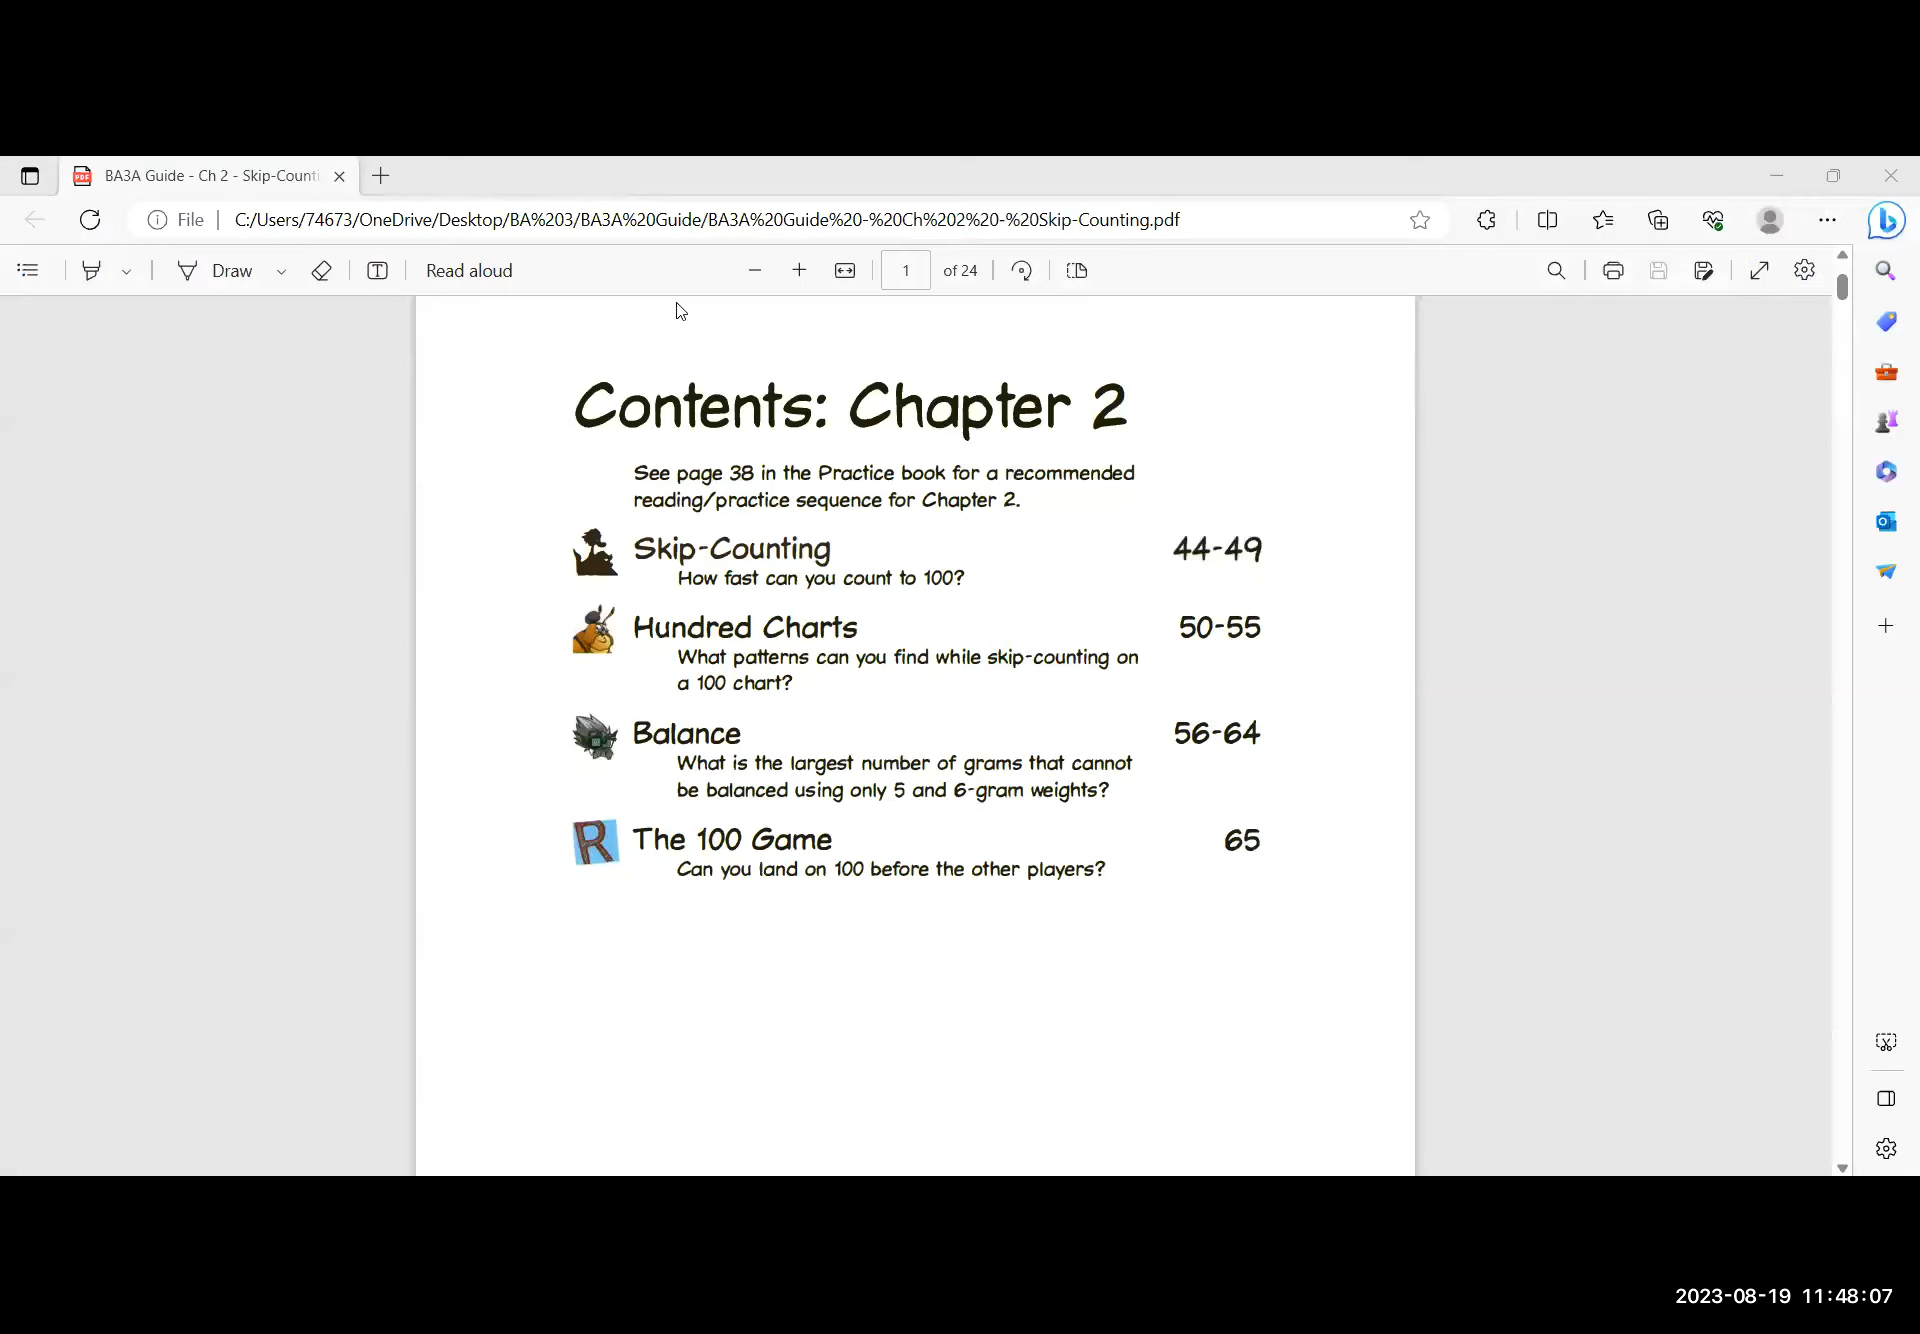 BA3A Guide - Ch 2 - Skip-Count
File
C:/Users/74673/OneDrive/Desktop/BA%203/BA3A%20Guide/BA3A%20Guide%20-%20Ch%202%20-%20Skip-Counting.pdf
Draw
Read aloud
1
of 24
Contents: Chapter 2
See page 38 in the Practice book for a recommended
reading/practice sequence for Chapter 2.
Skip-Counting 44-49
How fast can you count to 100?
Hundred Charts 50-55
What patterns can you find while skip-counting on
a 100 chart?
Balance 56-64
What is the largest number of grams that cannot
be balanced using only 5 and 6-gram weights?
R The 100 Game 65
Can you land on 100 before the other players?
2023-08-19 11:48:07